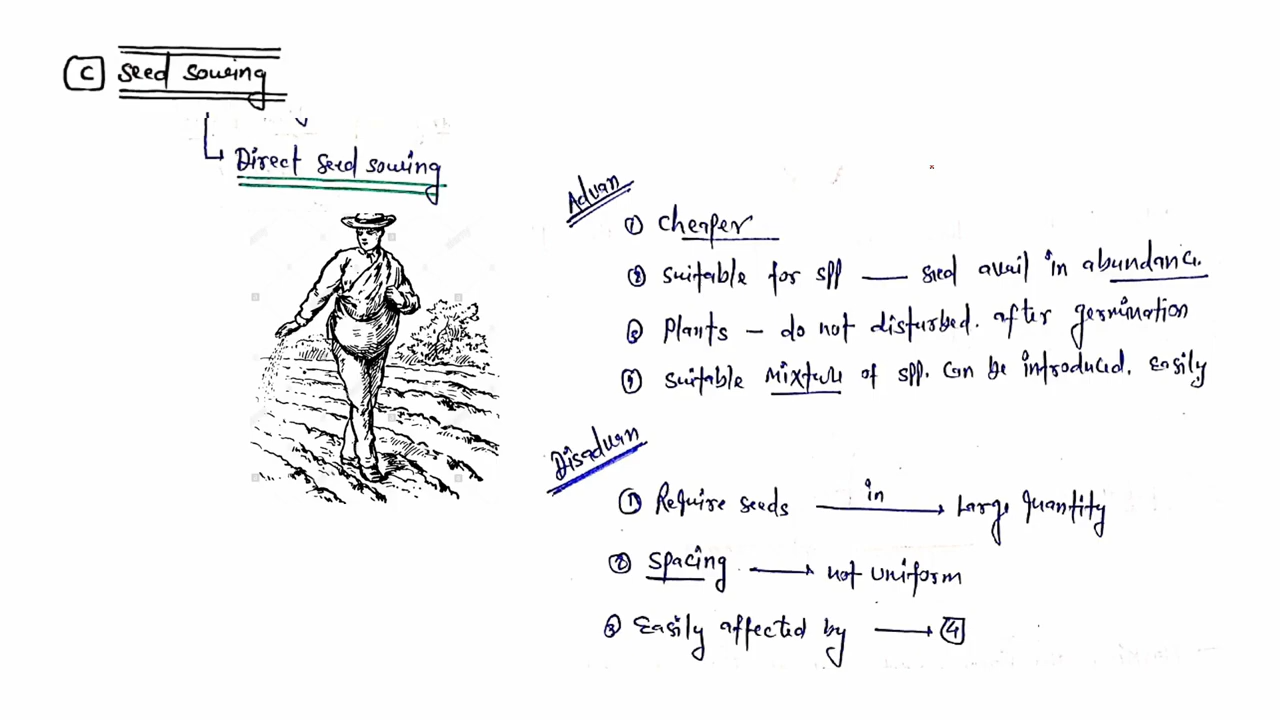 C Seed sowing
Direct seed sowing
Advan
① Cheaper
② Suitable for spp — seed avail in abundance.
③ Plants - do not disturbed. after germination
④ Suitable Mixture of spp. Can be introduced. Easily
Disadvan
① Require seeds in → Large quantity
② Spacing → not uniform
③ Easily affected by → 4